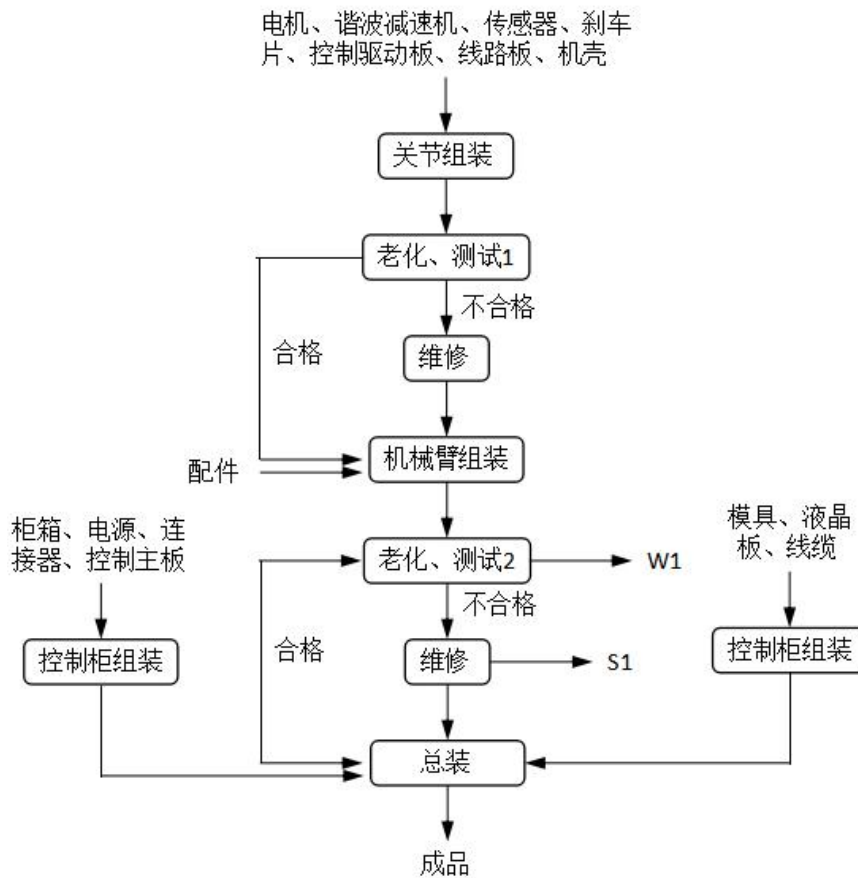 电机、谐波减速机、传感器、刹车
片、控制驱动板、线路板、机壳
关节组装
老化、测试1
不合格
合格
维修
机械臂组装
配件
柜箱、电源、连
接器、控制主板
模具、液晶
板、线缆
老化、测试2
W1
不合格
合格
控制柜组装
维修
S1
控制柜组装
总装
成品